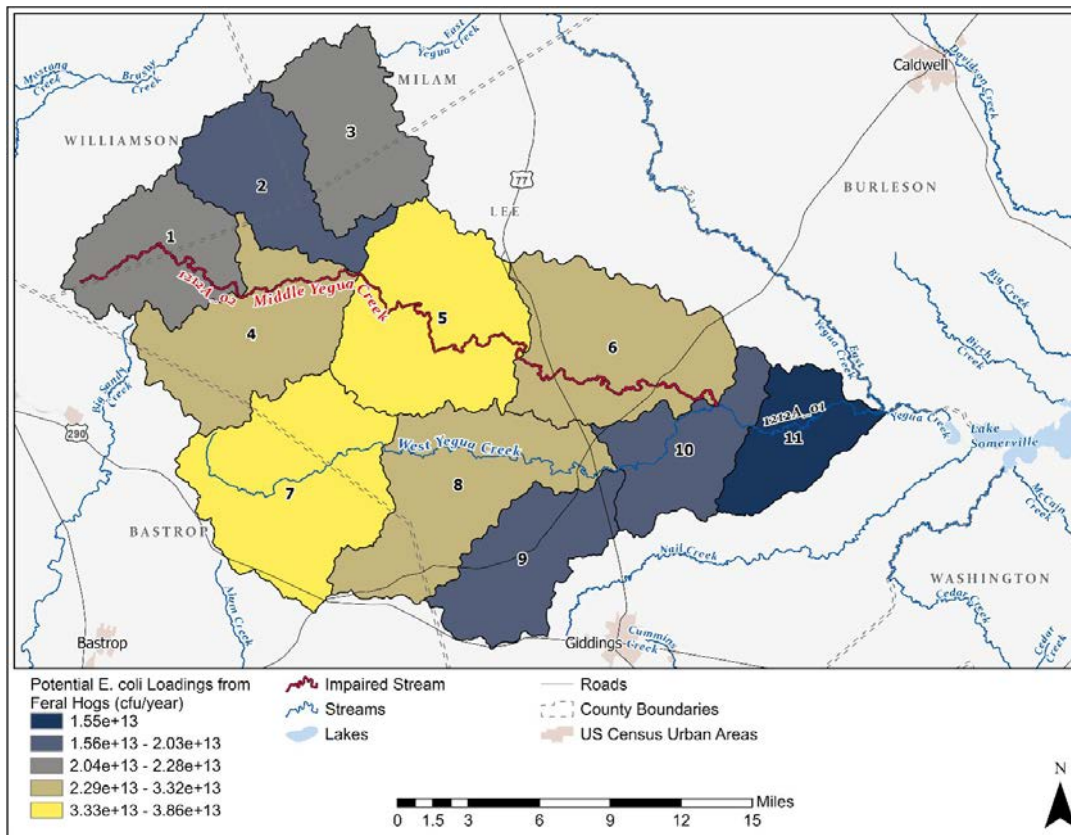 East
Yegua Creek
Mustang
Creek
Brushy
Creek
MILAM
Caldwell
Davidson Creek
WILLIAMSON
3
77
2
BURLESON
LEE
1
1212A_02
Middle Yegua Creek
5
Big Creek
Birch
Creek
4
6
East
Yegua Creek
Big Sandy
Creek
1212A_01
Yegua Creek
Lake
Somerville
290
West Yegua Creek
10
11
7
8
BASTROP
McCain
Creek
9
Nail Creek
WASHINGTON
Alum Creek
Cedar Creek
Cedar
Creek
Bastrop
Giddings
Cummins
Creek
Potential E. coli Loadings from
Feral Hogs (cfu/year)
1.55e+13
1.56e+13 - 2.03e+13
2.04e+13 - 2.28e+13
2.29e+13 - 3.32e+13
3.33e+13 - 3.86e+13
Impaired Stream
Streams
Lakes
Roads
County Boundaries
US Census Urban Areas
N
Miles
0 1.5 3 6 9 12 15